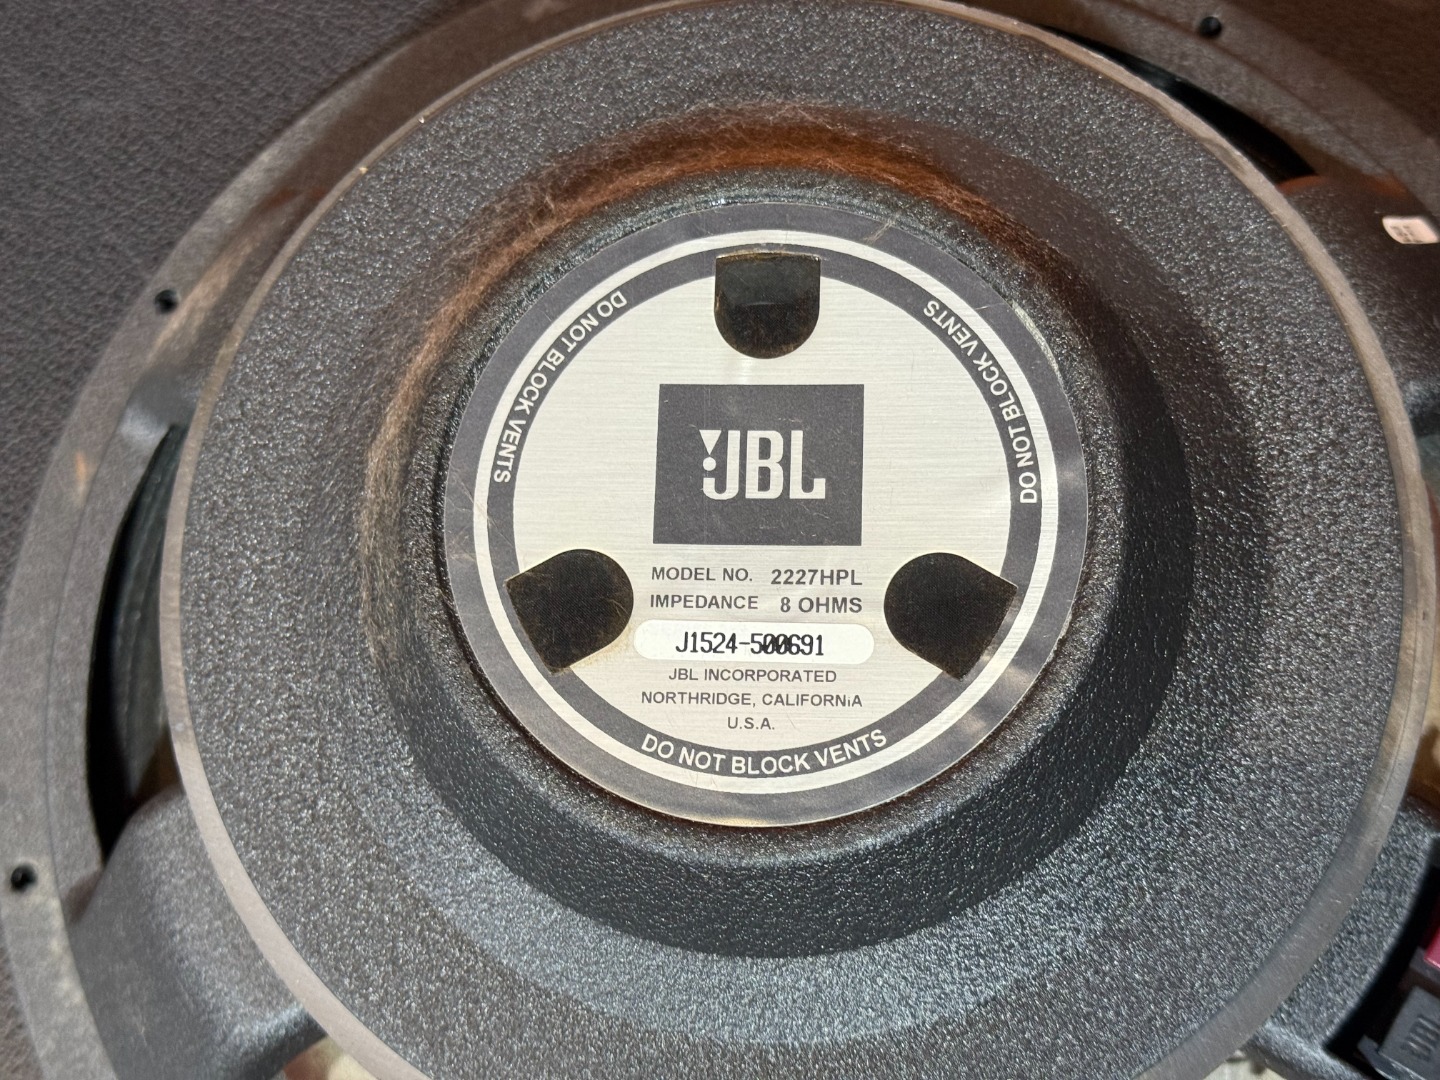 DO NOT BLOCK VENTS
DO NOT BLOCK VENTS
JBL
MODEL NO. 2227HPL
IMPEDANCE 8 OHMS
J1524-500691
JBL INCORPORATED
NORTHRIDGE, CALIFORNiA
U.S.A.
DO NOT BLOCK VENTS